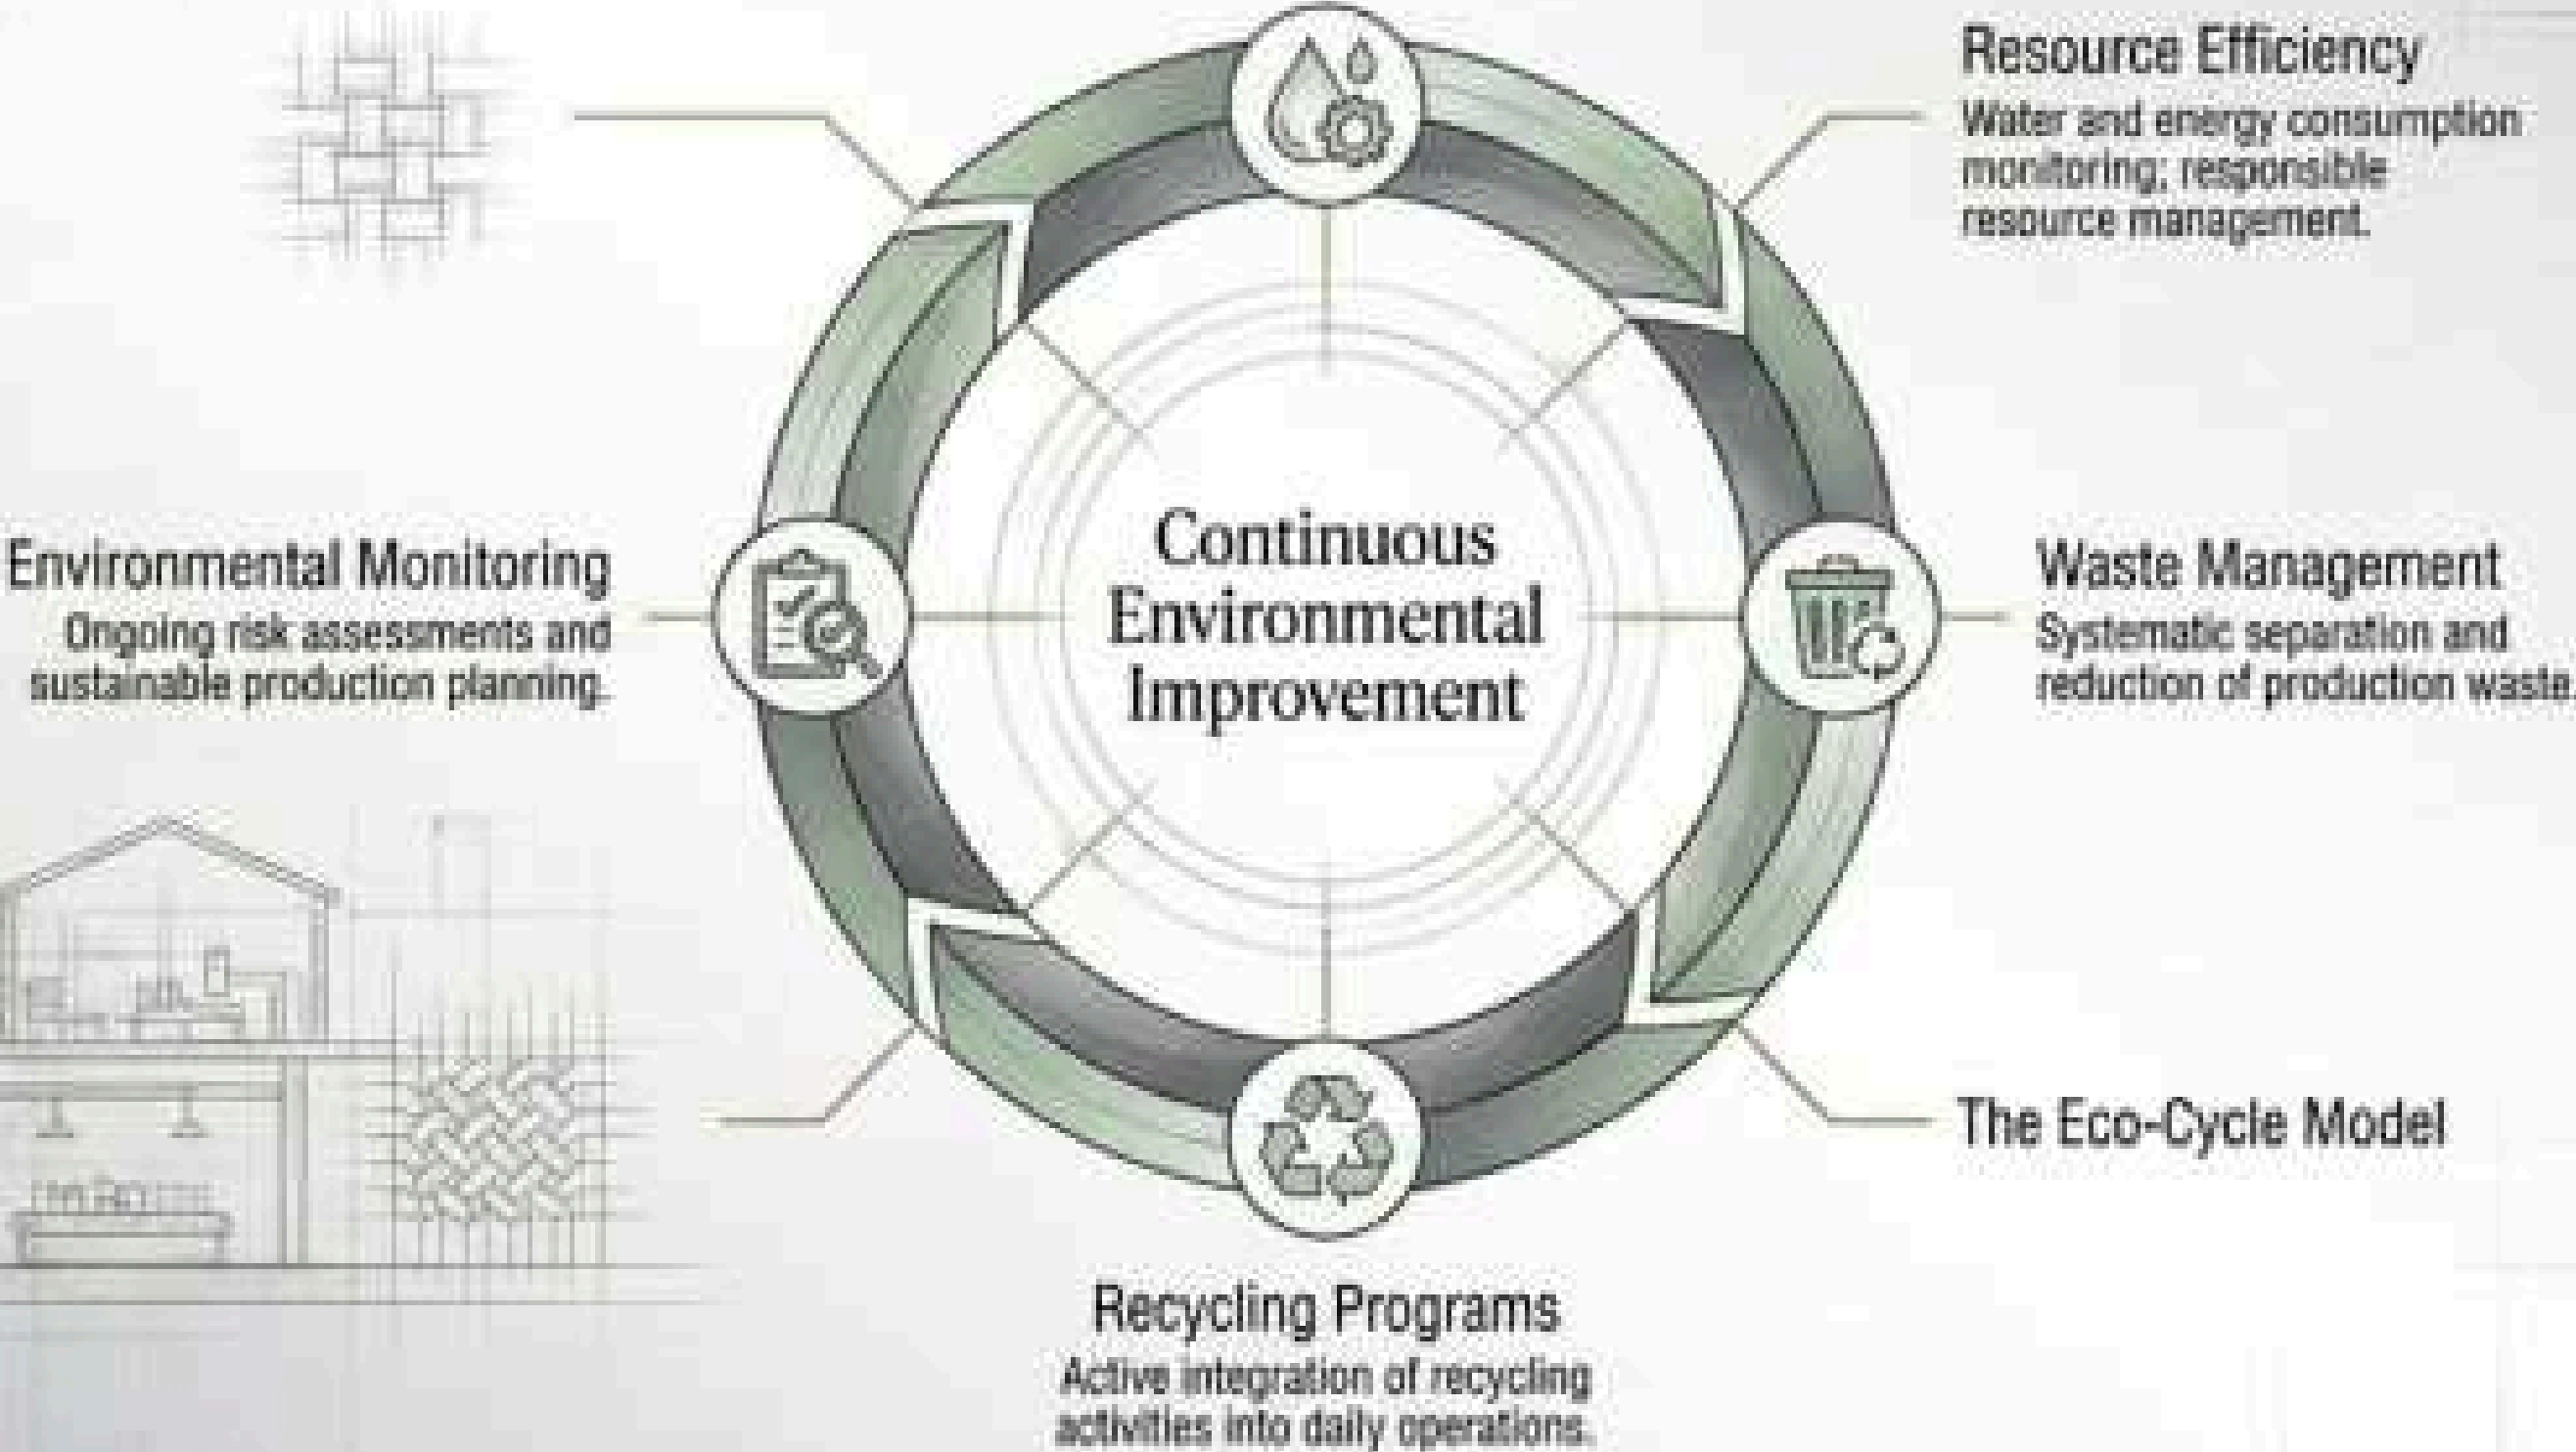 Resource Efficiency
Water and energy consumption
monitoring; responsible
resource management.
Continuous
Environmental
Improvement
Environmental Monitoring
Ongoing risk assessments and
sustainable production planning.
Waste Management
Systematic separation and
reduction of production waste.
The Eco-Cycle Model
Recycling Programs
Active integration of recycling
activities into daily operations.